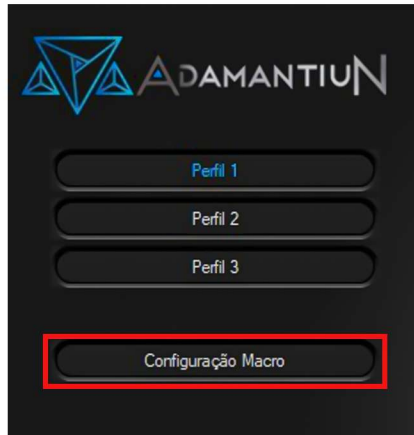 ADAMANTIUN
Perfil 1
Perfil 2
Perfil 3
Configuração Macro